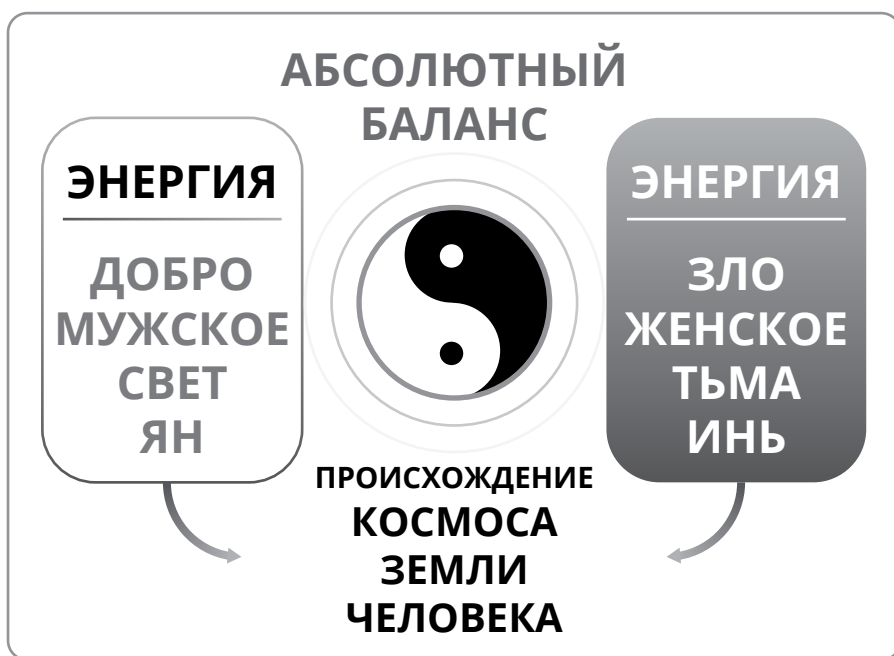 АБСОЛЮТНЫЙ
БАЛАНС
ЭНЕРГИЯ
ДОБРО
МУЖСКОЕ
СВЕТ
ЯН
ЭНЕРГИЯ
ЗЛО
ЖЕНСКОЕ
ТЬМА
ИНЬ
ПРОИСХОЖДЕНИЕ
КОСМОСА
ЗЕМЛИ
ЧЕЛОВЕКА